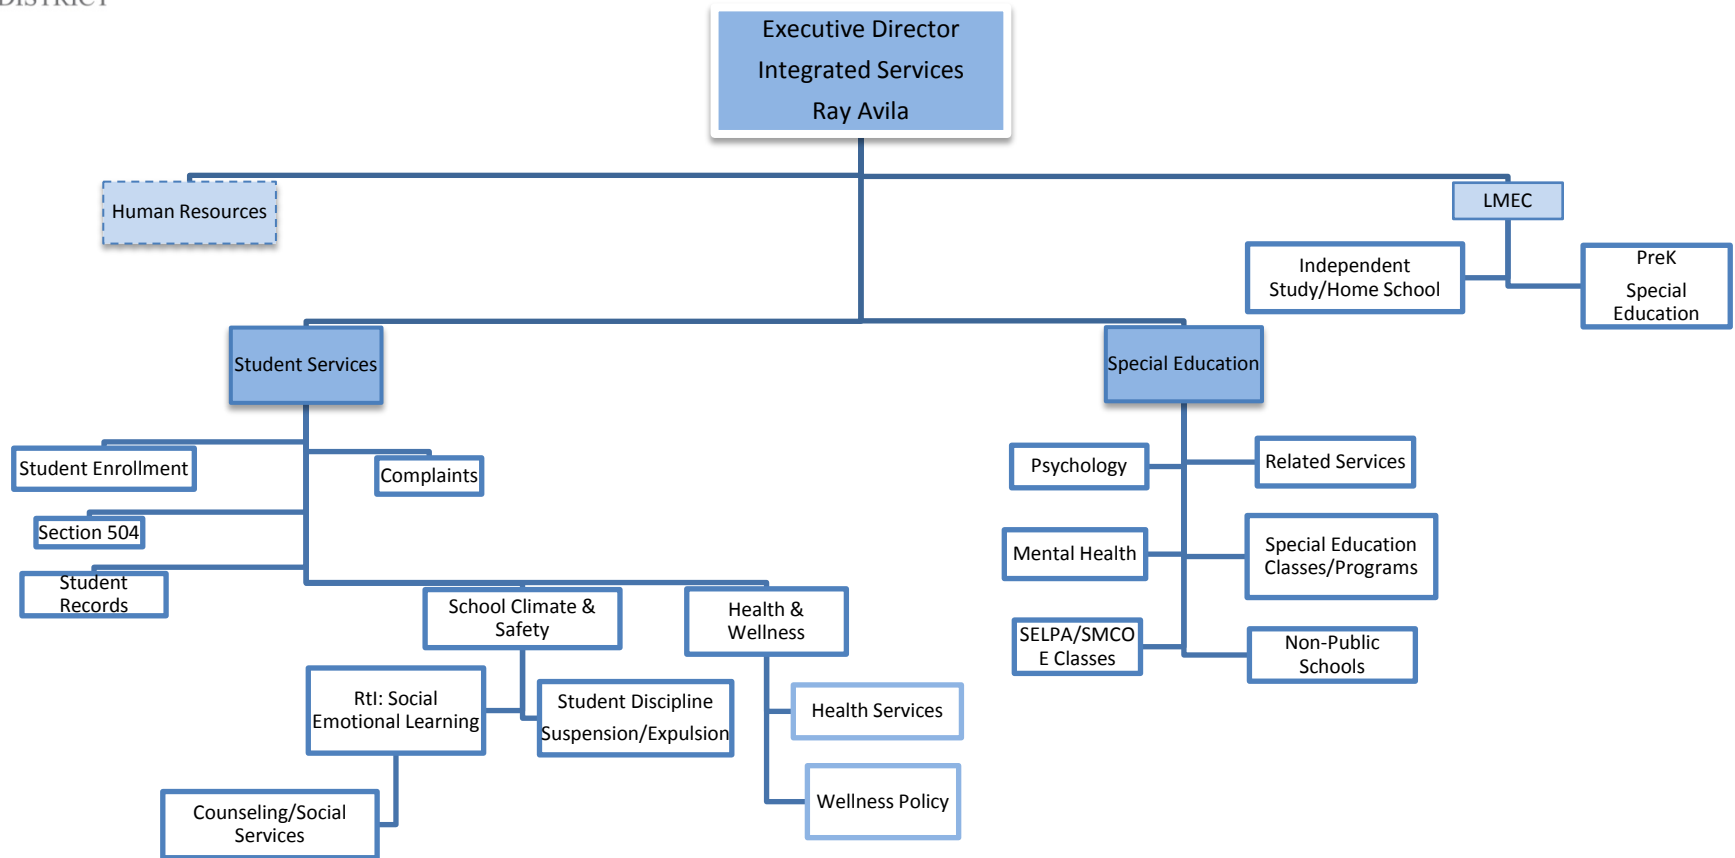 DISTRICT
Executive Director
Integrated Services
Ray Avila
Human Resources
LMEC
Independent
Study/Home School
PreK
Special
Education
Student Services
Special Education
Student Enrollment
Complaints
Section 504
Student
Records
School Climate &
Safety
Health &
Wellness
RtI: Social
Emotional Learning
Student Discipline
Suspension/Expulsion
Health Services
Counseling/Social
Services
Wellness Policy
Psychology
Related Services
Mental Health
Special Education
Classes/Programs
SELPA/SMCO
E Classes
Non-Public
Schools